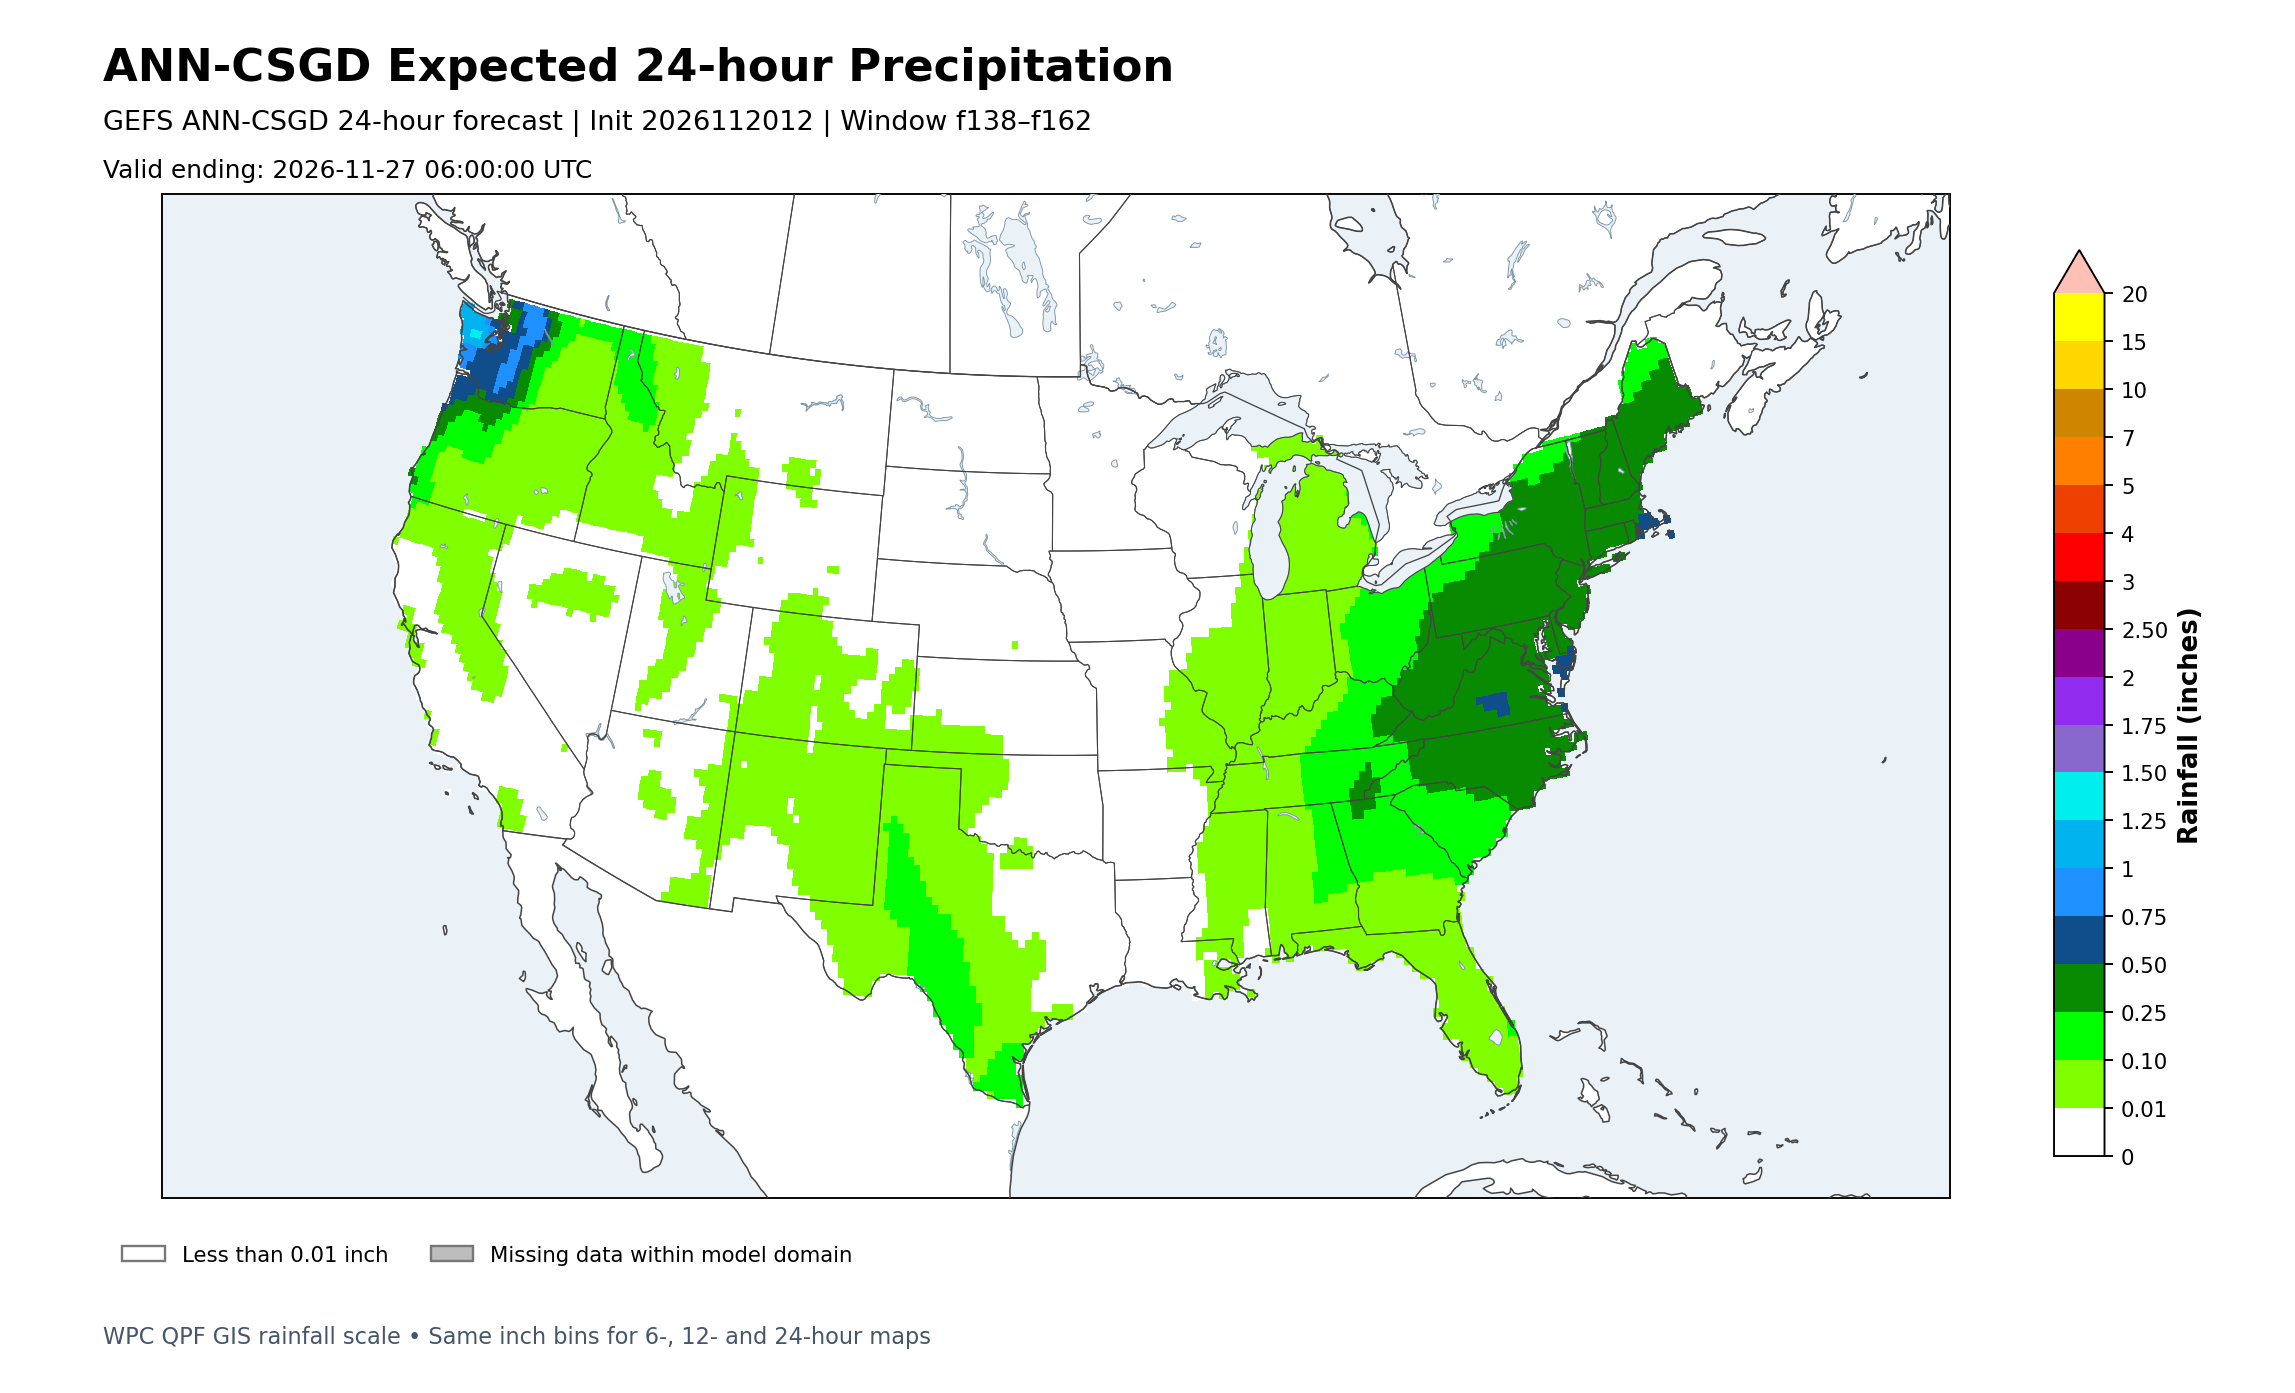 ANN-CSGD Expected 24-hour Precipitation
GEFS ANN-CSGD 24-hour forecast | Init 2026112012 | Window f138–f162
Valid ending: 2026-11-27 06:00:00 UTC
20
15
10
7
5
4
3
2.50
2
1.75
1.50
1.25
1
0.75
0.50
0.25
0.10
0.01
0
Rainfall (inches)
Less than 0.01 inch
Missing data within model domain
WPC QPF GIS rainfall scale • Same inch bins for 6-, 12- and 24-hour maps